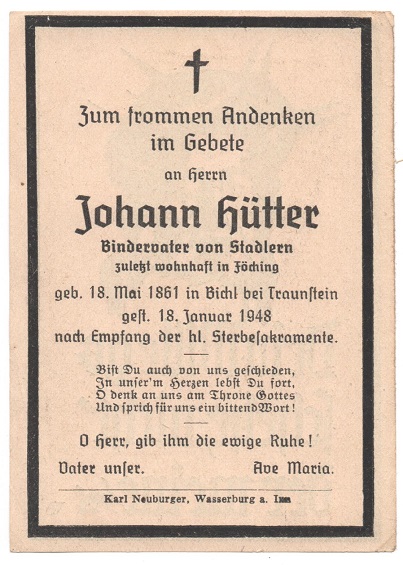 Zum frommen Andenken
im Gebete
an Herrn
Johann Hütter
Bindervater von Stadlern
zuletzt wohnhaft in Föching
geb. 18. Mai 1861 in Bichl bei Traunstein
gest. 18. Januar 1948
nach Empfang der hl. Sterbesakramente.
Bist Du auch von uns geschieden,
In unser'm Herzen lebst Du fort,
O denk an uns am Throne Gottes
Und sprich für uns ein bittend Wort!
O Herr, gib ihm die ewige Ruhe!
Vater unser. Ave Maria.
Karl Neuburger, Wasserburg a. Inn